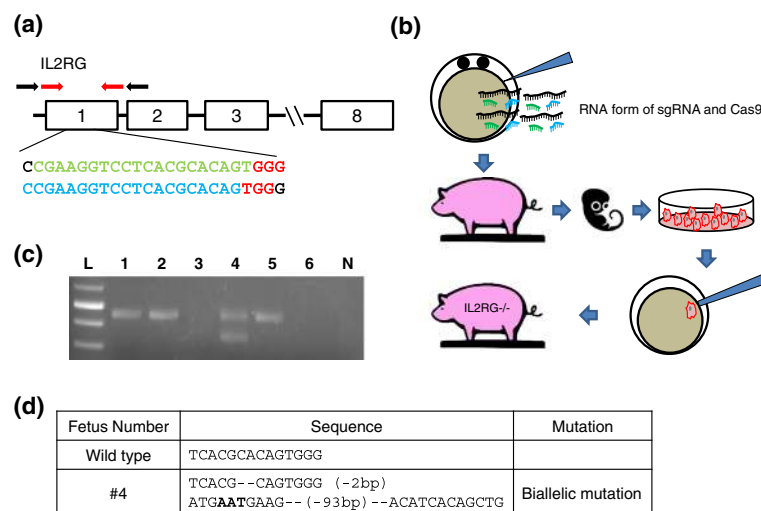 (a)
IL2RG
1 2 3 8
CCGAAGGTCCTCACGCACAGTGGG
CCGAAGGTCCTCACGCACAGTGGG
(b)
RNA form of sgRNA and Cas9
IL2RG-/-
(c)
L 1 2 3 4 5 6 N
(d)
Fetus Number Sequence Mutation
Wild type TCACGCACAGTGGG
#4 TCACG--CAGTGGG (-2bp) Biallelic mutation
ATGAATGAAG--(-93bp)--ACATCACAGCTG